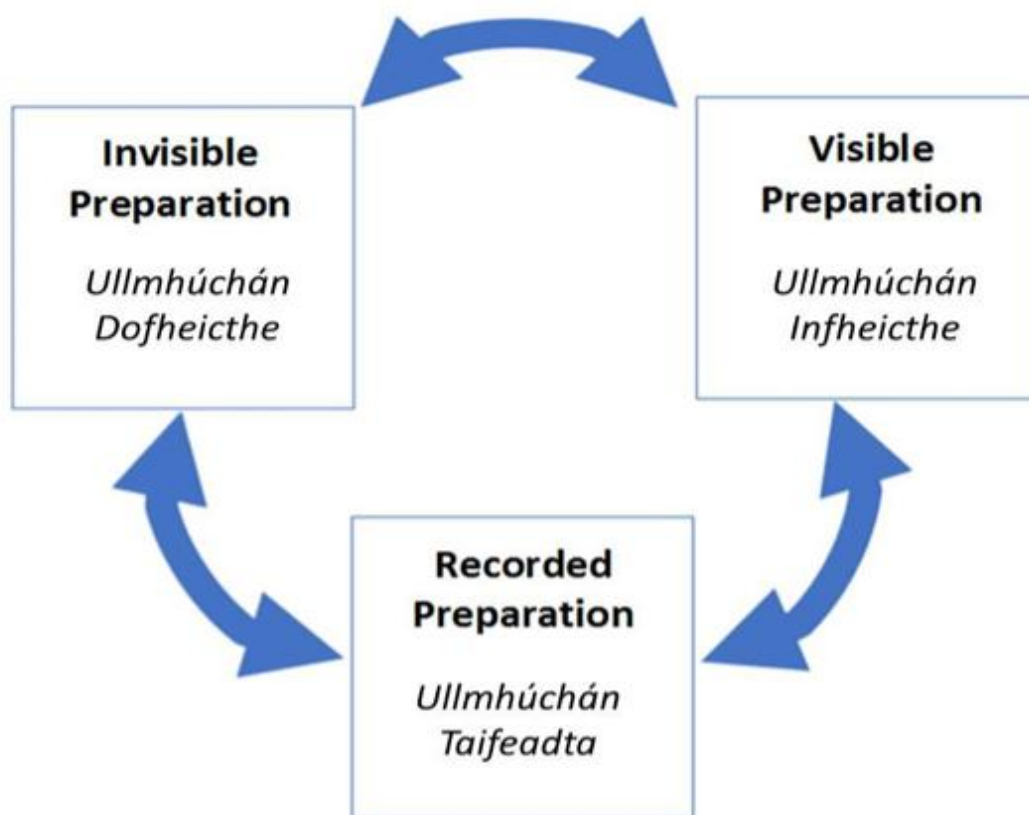 Invisible
Preparation
Ullmhúchán
Dofheicthe
Visible
Preparation
Ullmhúchán
Infheicthe
Recorded
Preparation
Ullmhúchán
Taifeadta